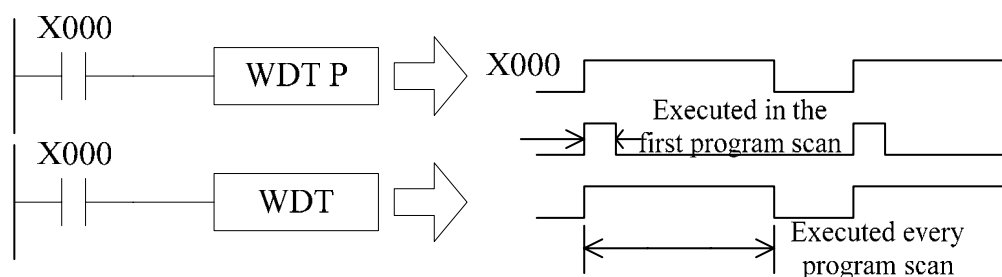 X000
WDT P
X000
Executed in the
first program scan
X000
WDT
Executed every
program scan